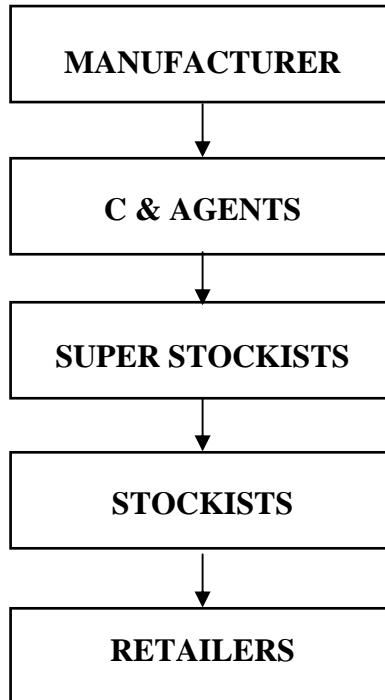 MANUFACTURER
C & AGENTS
SUPER STOCKISTS
STOCKISTS
RETAILERS